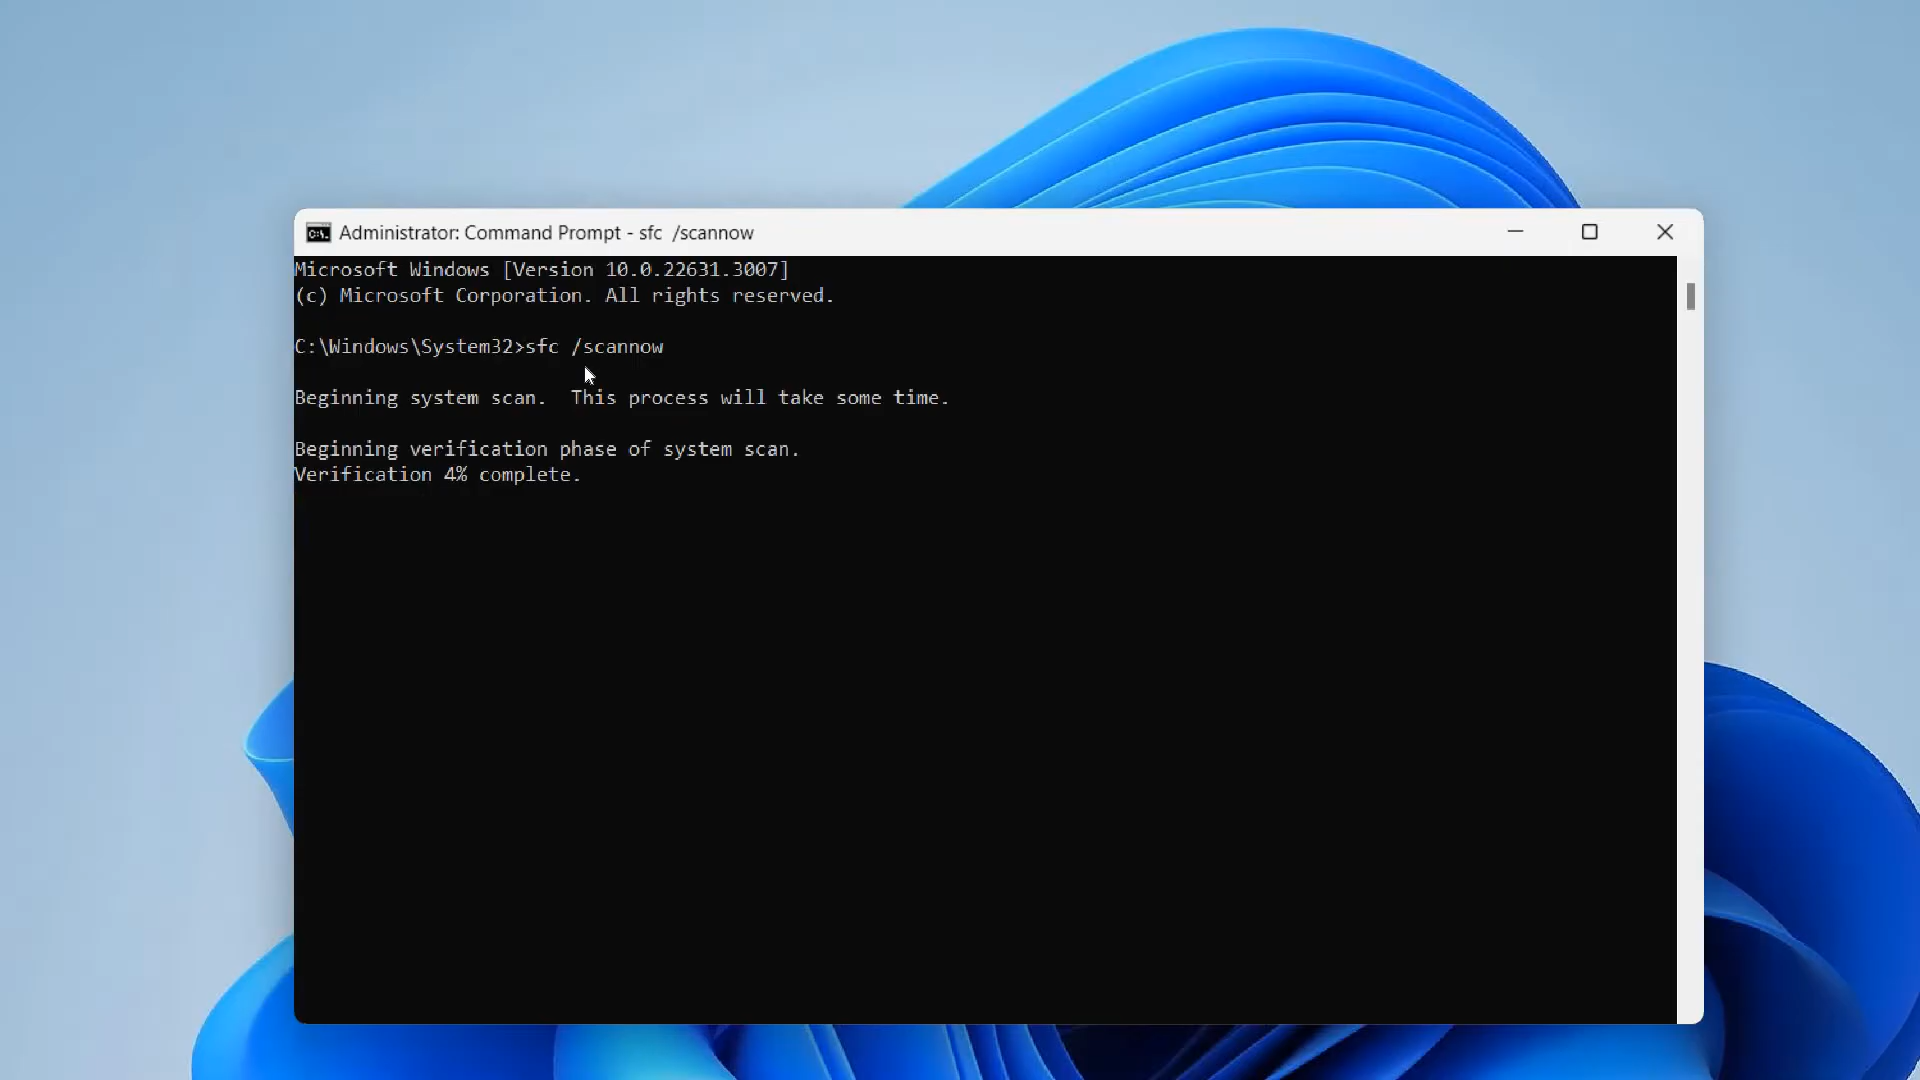 Administrator: Command Prompt - sfc  /scannow
Microsoft Windows [Version 10.0.22631.3007]
(c) Microsoft Corporation. All rights reserved.
C:\Windows\System32>sfc /scannow
Beginning system scan.  This process will take some time.
Beginning verification phase of system scan.
Verification 4% complete.